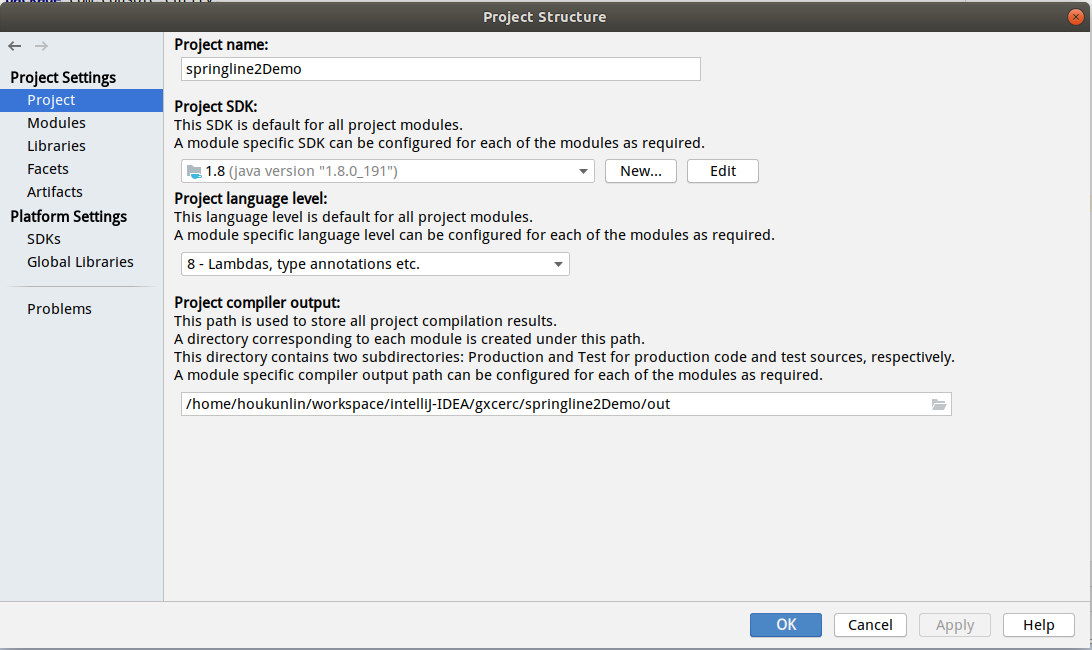 Project Structure
Project name:
springline2Demo
Project Settings
Project
Modules
Libraries
Facets
Artifacts
Platform Settings
SDKs
Global Libraries
Problems
Project SDK:
This SDK is default for all project modules.
A module specific SDK can be configured for each of the modules as required.
1.8 (java version "1.8.0_191")
New...
Edit
Project language level:
This language level is default for all project modules.
A module specific language level can be configured for each of the modules as required.
8 - Lambdas, type annotations etc.
Project compiler output:
This path is used to store all project compilation results.
A directory corresponding to each module is created under this path.
This directory contains two subdirectories: Production and Test for production code and test sources, respectively.
A module specific compiler output path can be configured for each of the modules as required.
/home/houkunlin/workspace/intelliJ-IDEA/gxcerc/springline2Demo/out
OK
Cancel
Apply
Help